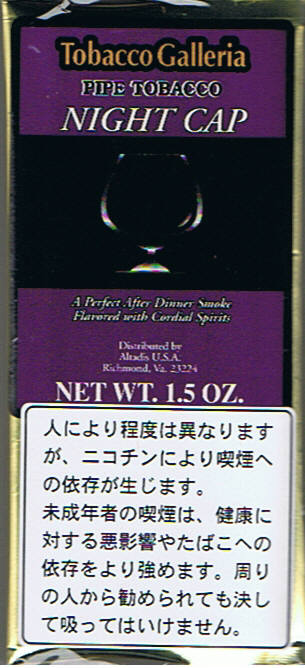 Tobacco Galleria
PIPE TOBACCO
NIGHT CAP
A Perfect After Dinner Smoke
Flavored with Cordial Spirits
Distributed by
Altadis U.S.A.
Richmond, Va. 23224
NET WT. 1.5 OZ.
人により程度は異なります
が、ニコチンにより喫煙へ
の依存が生じます。
未成年者の喫煙は、健康に
対する悪影響やたばこへの
依存をより強めます。周り
の人から勧められても決し
て吸ってはいけません。